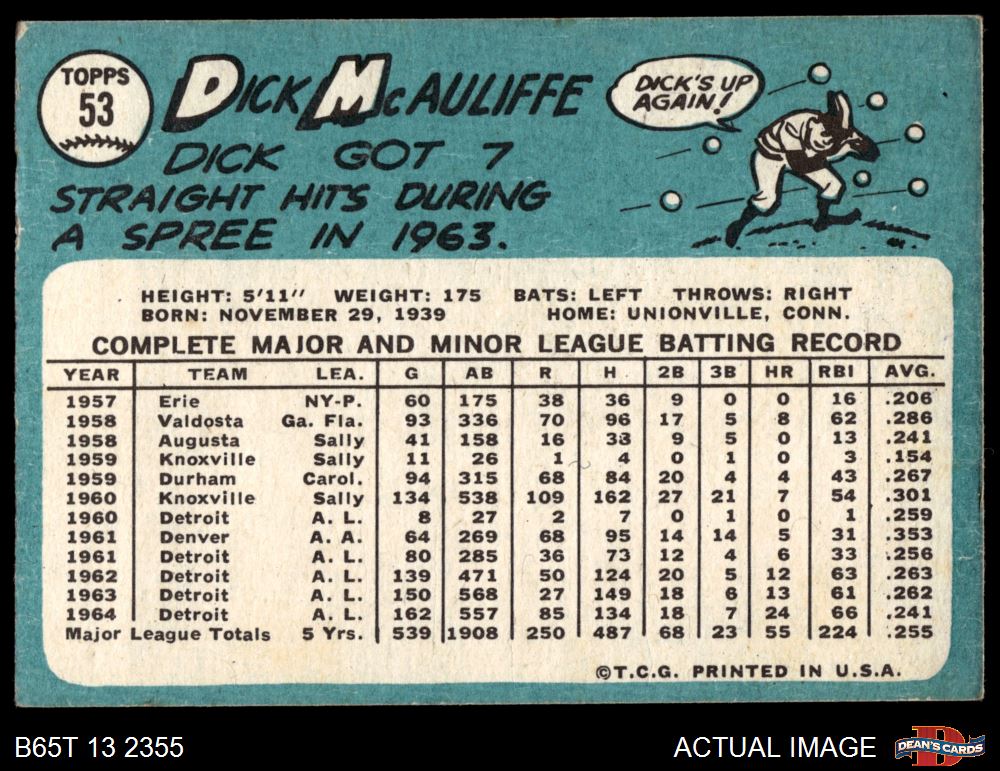 TOPPS
53
DICK McAULIFFE
DICK'S UP
AGAIN!
DICK GOT 7
STRAIGHT HITS DURING
A SPREE IN 1963.
HEIGHT: 5'11" WEIGHT: 175 BATS: LEFT THROWS: RIGHT
BORN: NOVEMBER 29, 1939 HOME: UNIONVILLE, CONN.
COMPLETE MAJOR AND MINOR LEAGUE BATTING RECORD
YEAR TEAM LEA. G AB R H 2B 3B HR RBI AVG.
1957 Erie NY-P. 60 175 38 36 9 0 0 16 .206
1958 Valdosta Ga. Fla. 93 336 70 96 17 5 8 62 .286
1958 Augusta Sally 41 158 16 38 9 5 0 13 .241
1959 Knoxville Sally 11 26 1 4 0 1 0 3 .154
1959 Durham Carol. 94 315 68 84 20 4 4 43 .267
1960 Knoxville Sally 134 538 109 162 27 21 7 54 .301
1960 Detroit A. L. 8 27 2 7 0 1 0 1 .259
1961 Denver A. A. 64 269 68 95 14 14 5 31 .353
1961 Detroit A. L. 80 285 36 73 12 4 6 33 .256
1962 Detroit A. L. 139 471 50 124 20 5 12 63 .263
1963 Detroit A. L. 150 568 27 149 18 6 13 61 .262
1964 Detroit A. L. 162 557 85 134 18 7 24 66 .241
Major League Totals 5 Yrs. 539 1908 250 487 68 23 55 224 .255
©T.C.G. PRINTED IN U.S.A.
B65T 13 2355
ACTUAL IMAGE
DEAN'S CARDS